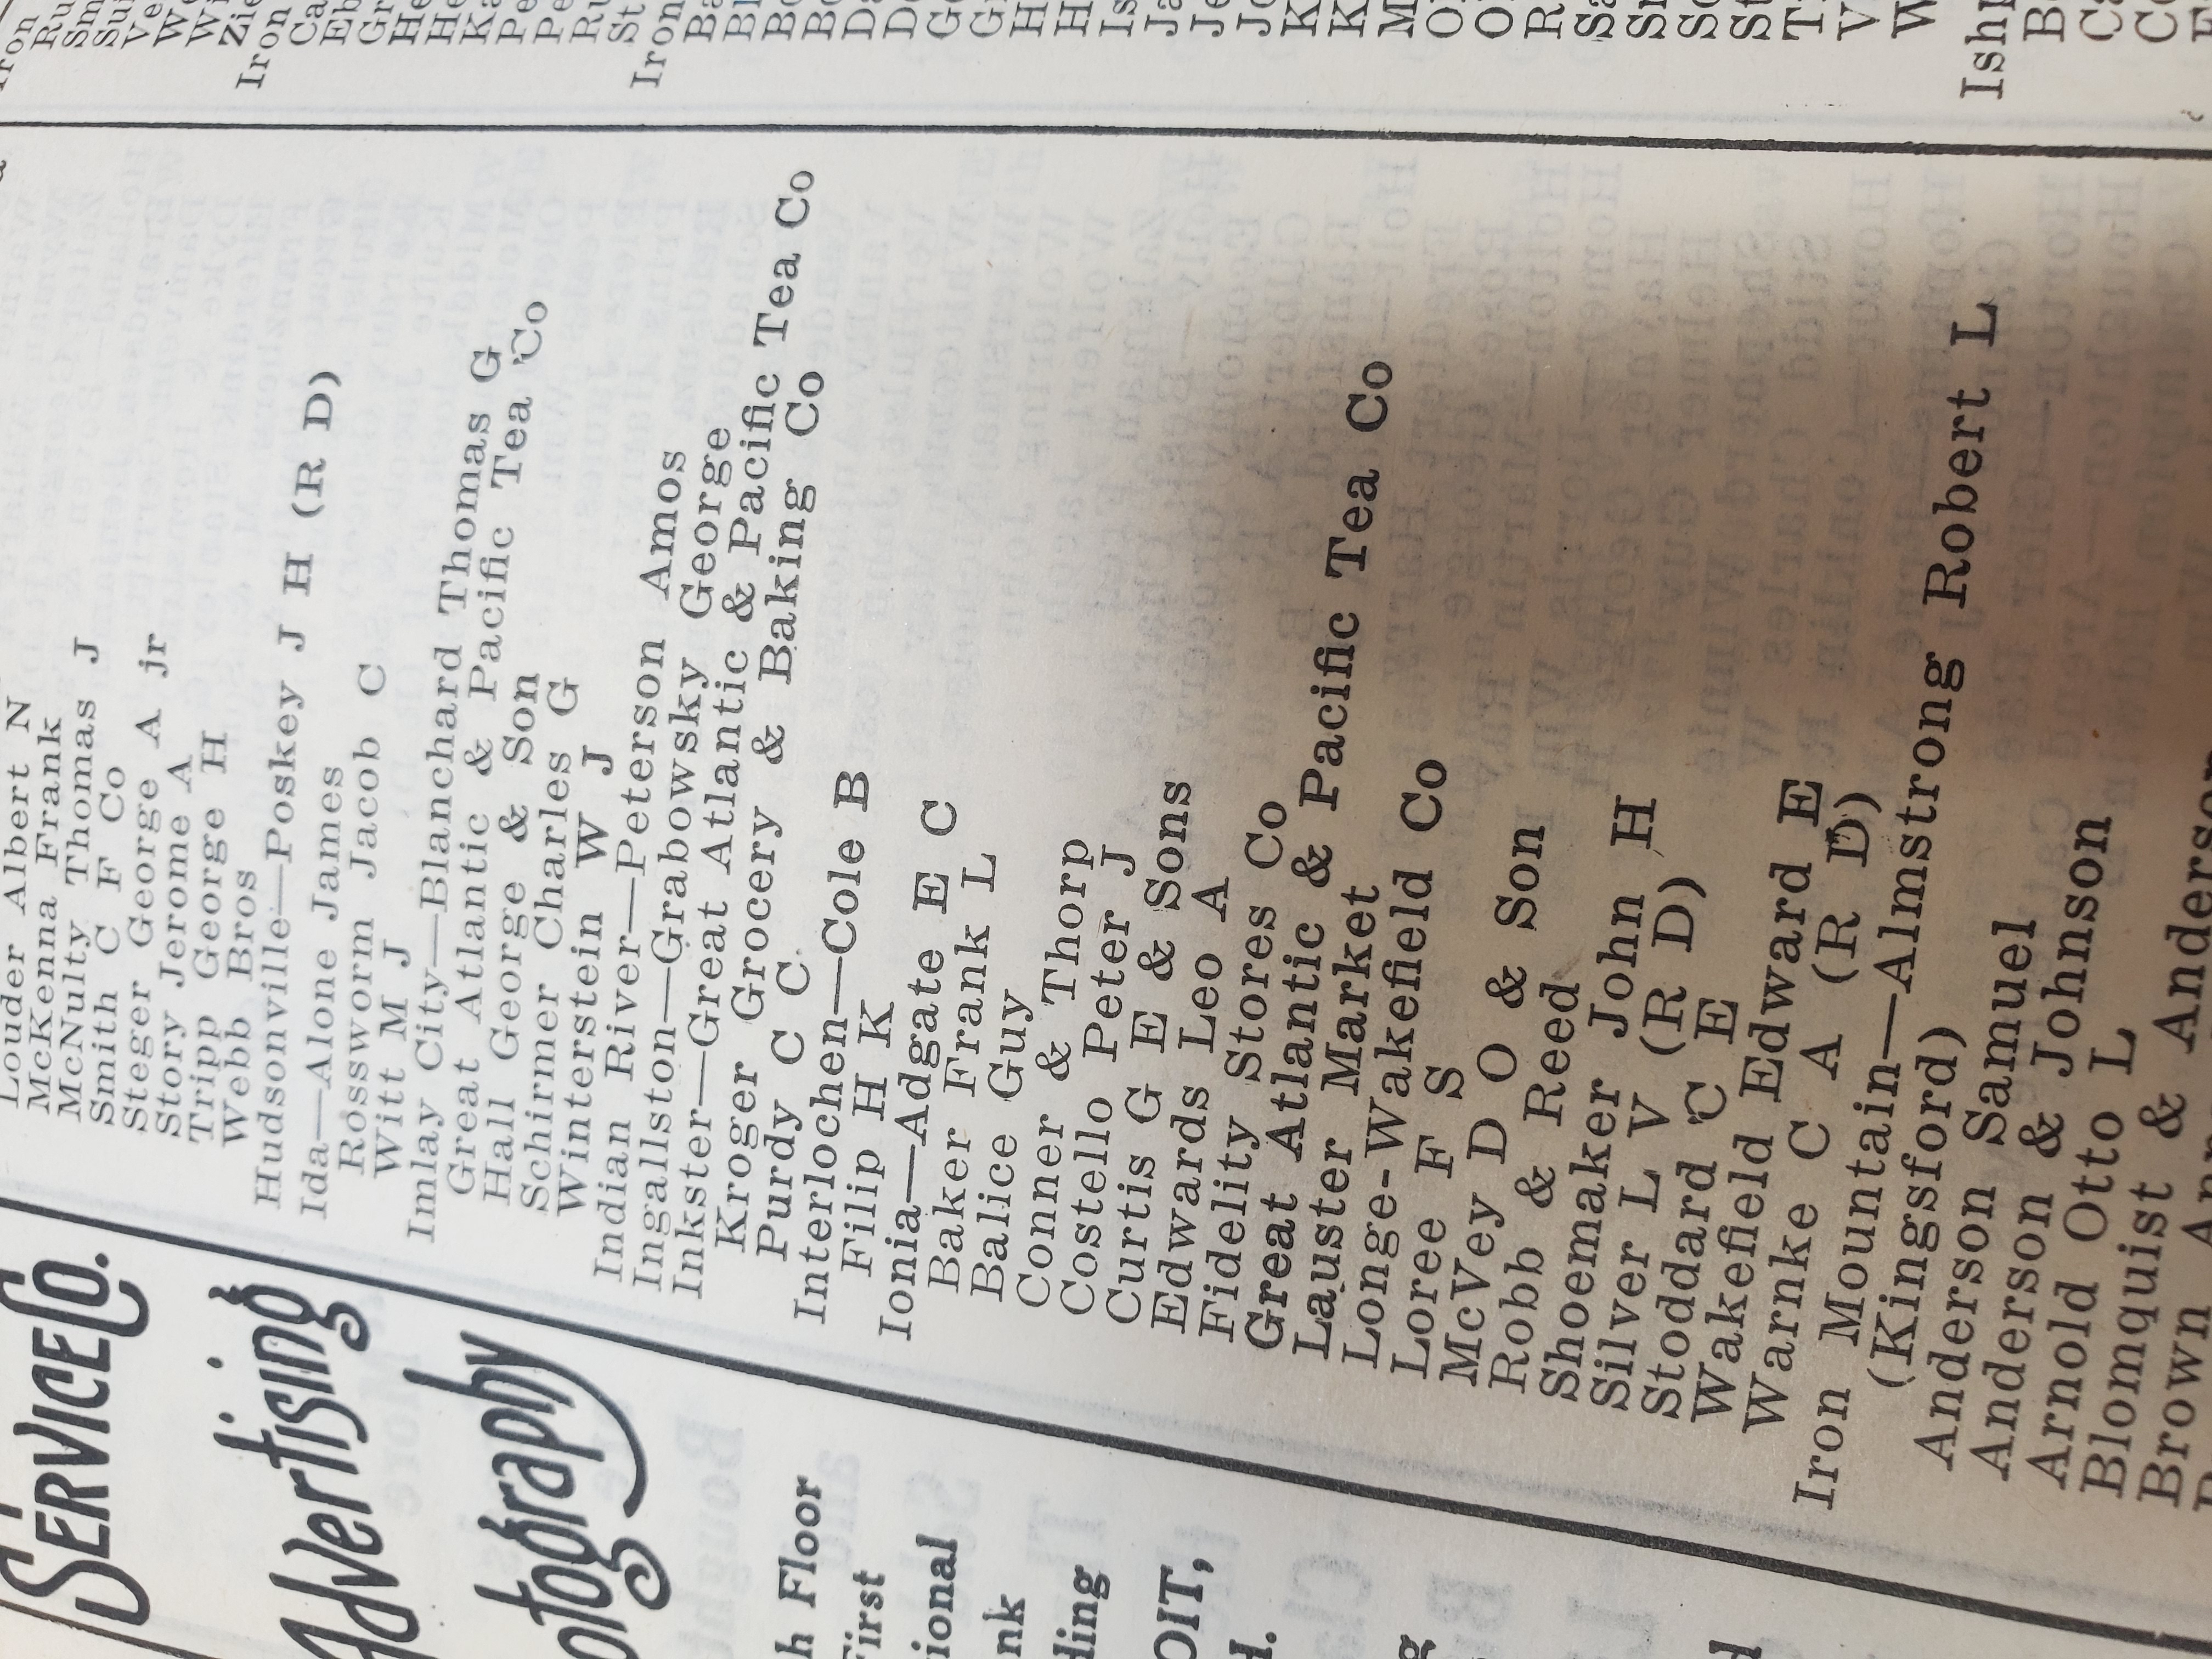 SERVICE CO.
Advertising
h Floor
First
ional
nk
ding
OIT,
Louder Albert N
McKenna Frank
McNulty Thomas J
Smith C F Co
Steger George A jr
Story Jerome A
Tripp George H
Webb Bros
Hudsonville—Poskey J H (R D)
Ida—Alone James
Rossworm Jacob C
Witt M J
Imlay City—Blanchard Thomas G
Great Atlantic & Pacific Tea Co
Hall George & Son
Schirmer Charles G
Winterstein W J
Indian River—Peterson Amos
Ingallston—Grabowsky George
Inkster—Great Atlantic & Pacific Tea Co
Kroger Grocery & Baking Co
Purdy C C
Interlochen—Cole B
Filip H K
Ionia—Adgate E C
Baker Frank L
Balice Guy
Conner & Thorp
Costello Peter J
Curtis G E & Sons
Edwards Leo A
Fidelity Stores Co
Great Atlantic & Pacific Tea Co
Lauster Market
Longe-Wakefield Co
Loree F S
McVey D O & Son
Robb & Reed
Shoemaker John H
Silver L V (R D)
Stoddard C E
Wakefield Edward E
Warnke C A (R D)
Iron Mountain—Almstrong Robert L
(Kingsford)
Anderson Samuel
Anderson & Johnson
Arnold Otto L
Blomquist & Anderson
Brown
Iron
Iron